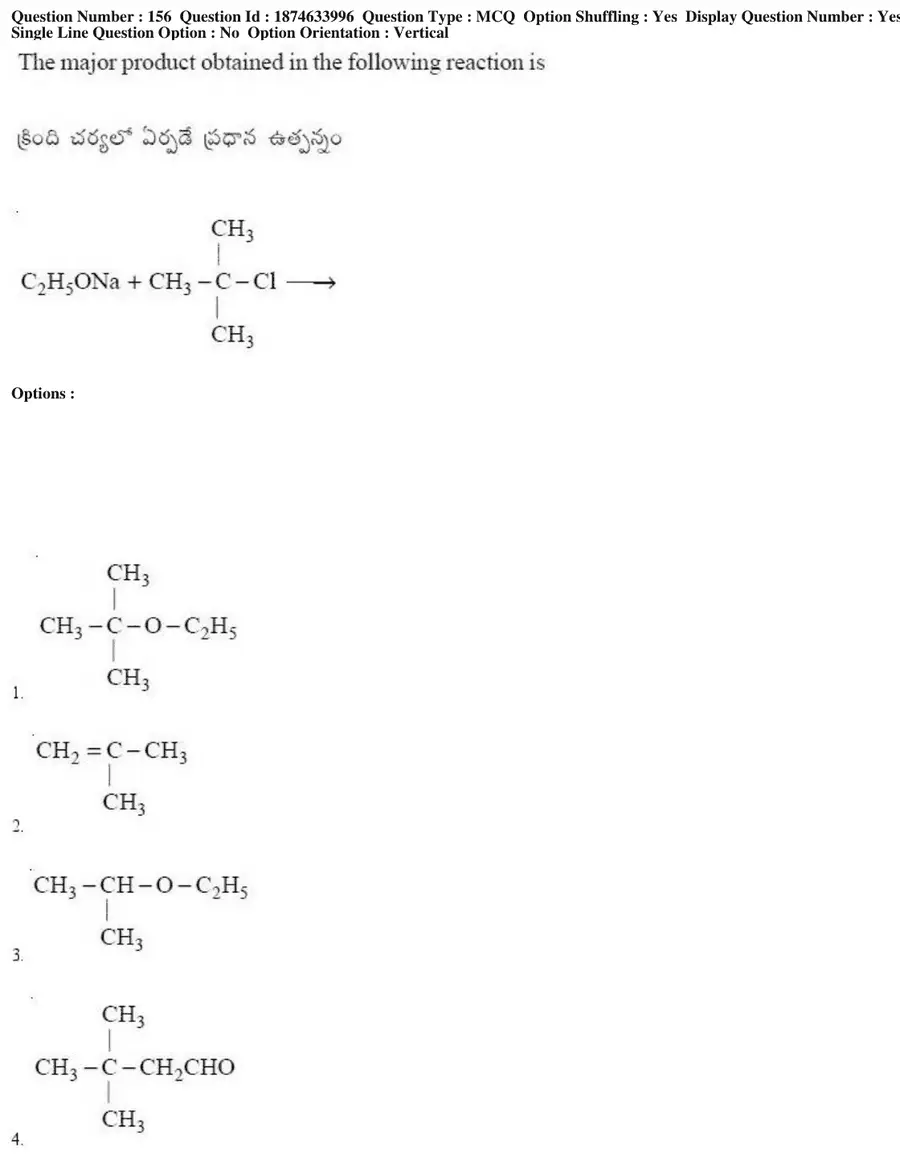 Question Number : 156 Question Id : 1874633996 Question Type : MCQ Option Shuffling : Yes Display Question Number : Yes
Single Line Question Option : No Option Orientation : Vertical
The major product obtained in the following reaction is
క్రింది చర్యలో ఏర్పడే ప్రధాన ఉత్పన్నం
CH₃
|
C₂H₅ONa + CH₃ – C – Cl ⟶
|
CH₃
Options :
CH₃
|
CH₃ – C – O – C₂H₅
|
CH₃
1.
CH₂ = C – CH₃
|
CH₃
2.
CH₃ – CH – O – C₂H₅
|
CH₃
3.
CH₃
|
CH₃ – C – CH₂CHO
|
CH₃
4.